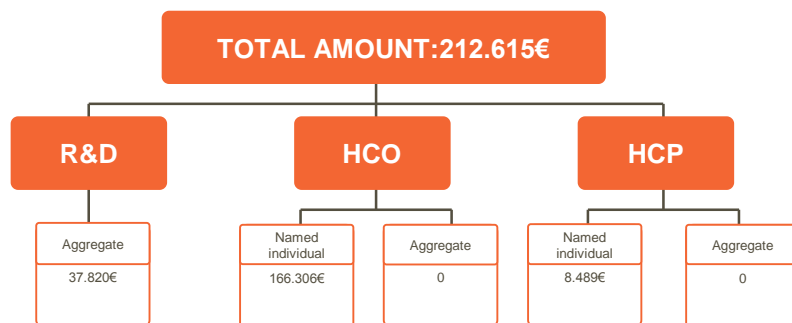 TOTAL AMOUNT:212.615€
R&D
HCO
HCP
Aggregate
37.820€
Named
individual
166.306€
Aggregate
0
Named
individual
8.489€
Aggregate
0